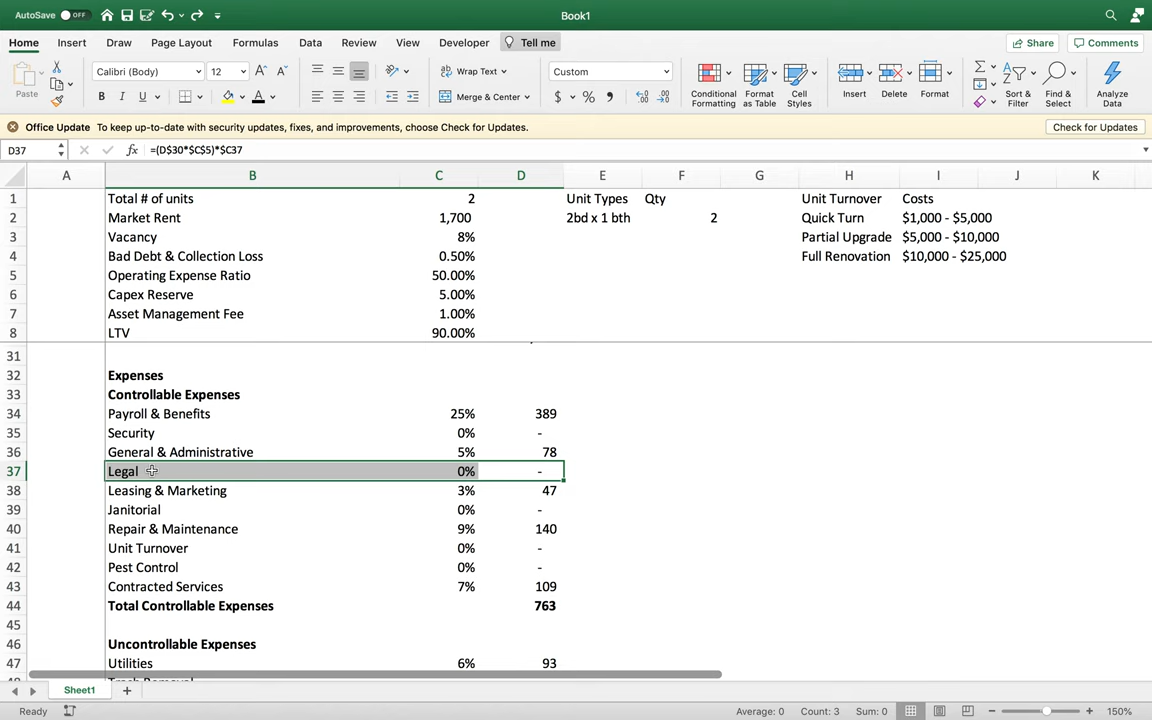 AutoSave OFF Book1
Home Insert Draw Page Layout Formulas Data Review View Developer Tell me Share Comments
Paste Calibri (Body) 12 A A Wrap Text Custom Conditional Formatting Format as Table Cell Styles Insert Delete Format Sort & Filter Find & Select Analyze Data
B I U A Merge & Center $ %
Office Update To keep up-to-date with security updates, fixes, and improvements, choose Check for Updates. Check for Updates
D37 fx =(D$30*$C$5)*$C37
A B C D E F G H I J K
1 Total # of units 2 Unit Types Qty Unit Turnover Costs
2 Market Rent 1,700 2bd x 1 bth 2 Quick Turn $1,000 - $5,000
3 Vacancy 8% Partial Upgrade $5,000 - $10,000
4 Bad Debt & Collection Loss 0.50% Full Renovation $10,000 - $25,000
5 Operating Expense Ratio 50.00%
6 Capex Reserve 5.00%
7 Asset Management Fee 1.00%
8 LTV 90.00%
31
32 Expenses
33 Controllable Expenses
34 Payroll & Benefits 25% 389
35 Security 0% -
36 General & Administrative 5% 78
37 Legal 0% -
38 Leasing & Marketing 3% 47
39 Janitorial 0% -
40 Repair & Maintenance 9% 140
41 Unit Turnover 0% -
42 Pest Control 0% -
43 Contracted Services 7% 109
44 Total Controllable Expenses 763
45
46 Uncontrollable Expenses
47 Utilities 6% 93
Sheet1
Ready Average: 0 Count: 3 Sum: 0 150%